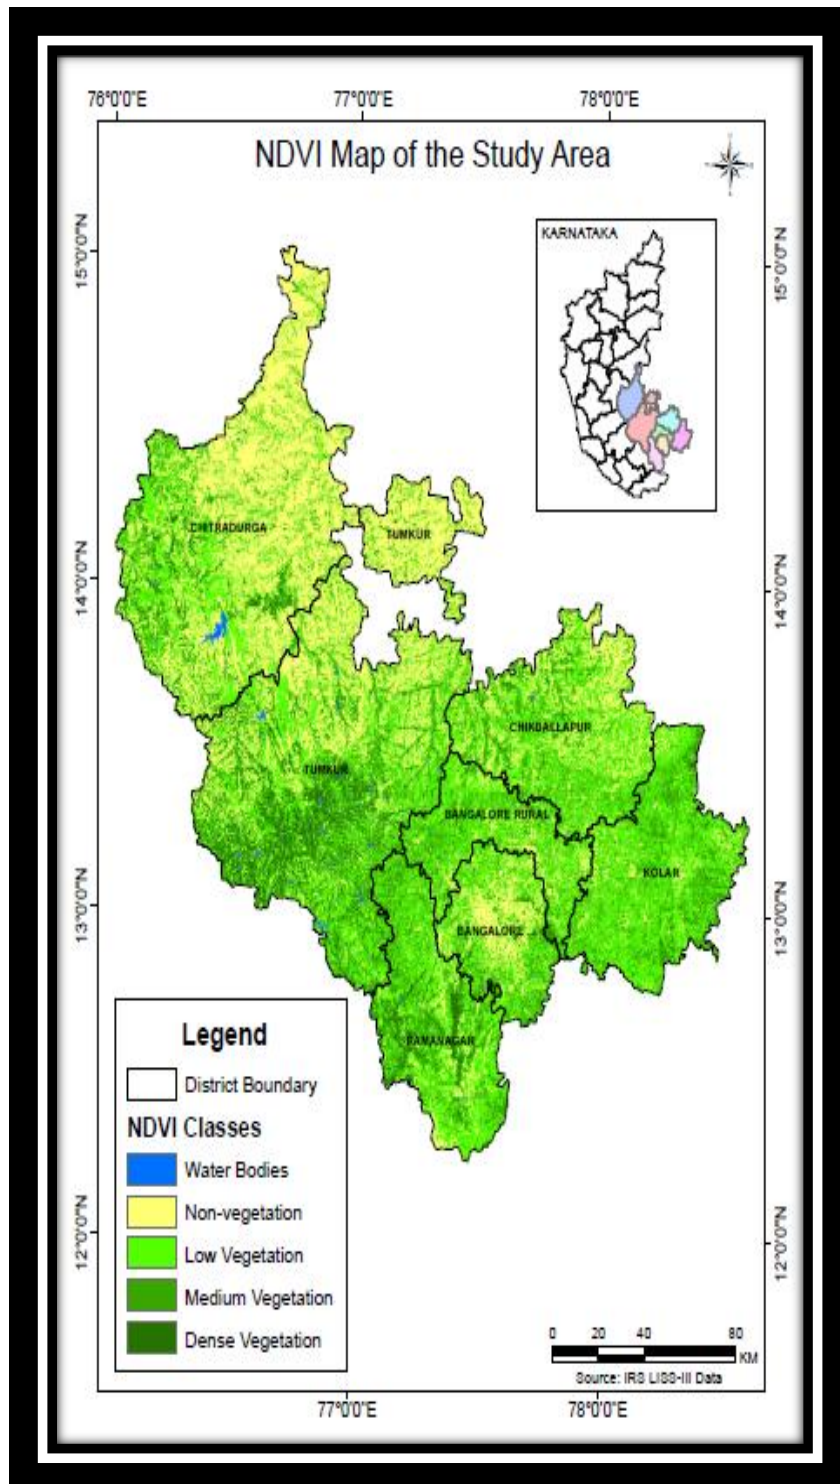 76°0'0"E 77°0'0"E 78°0'0"E
NDVI Map of the Study Area
KARNATAKA
15°0'0"N
15°0'0"N
CHITRADURGA
TUMKUR
14°0'0"N
14°0'0"N
CHIKBALLAPUR
TUMKUR
BANGALORE RURAL
KOLAR
13°0'0"N
13°0'0"N
BANGALORE
RAMANAGAR
Legend
District Boundary
NDVI Classes
Water Bodies
Non-vegetation
Low Vegetation
Medium Vegetation
Dense Vegetation
12°0'0"N
12°0'0"N
0 20 40 80
KM
Source: IRS LISS-III Data
77°0'0"E 78°0'0"E